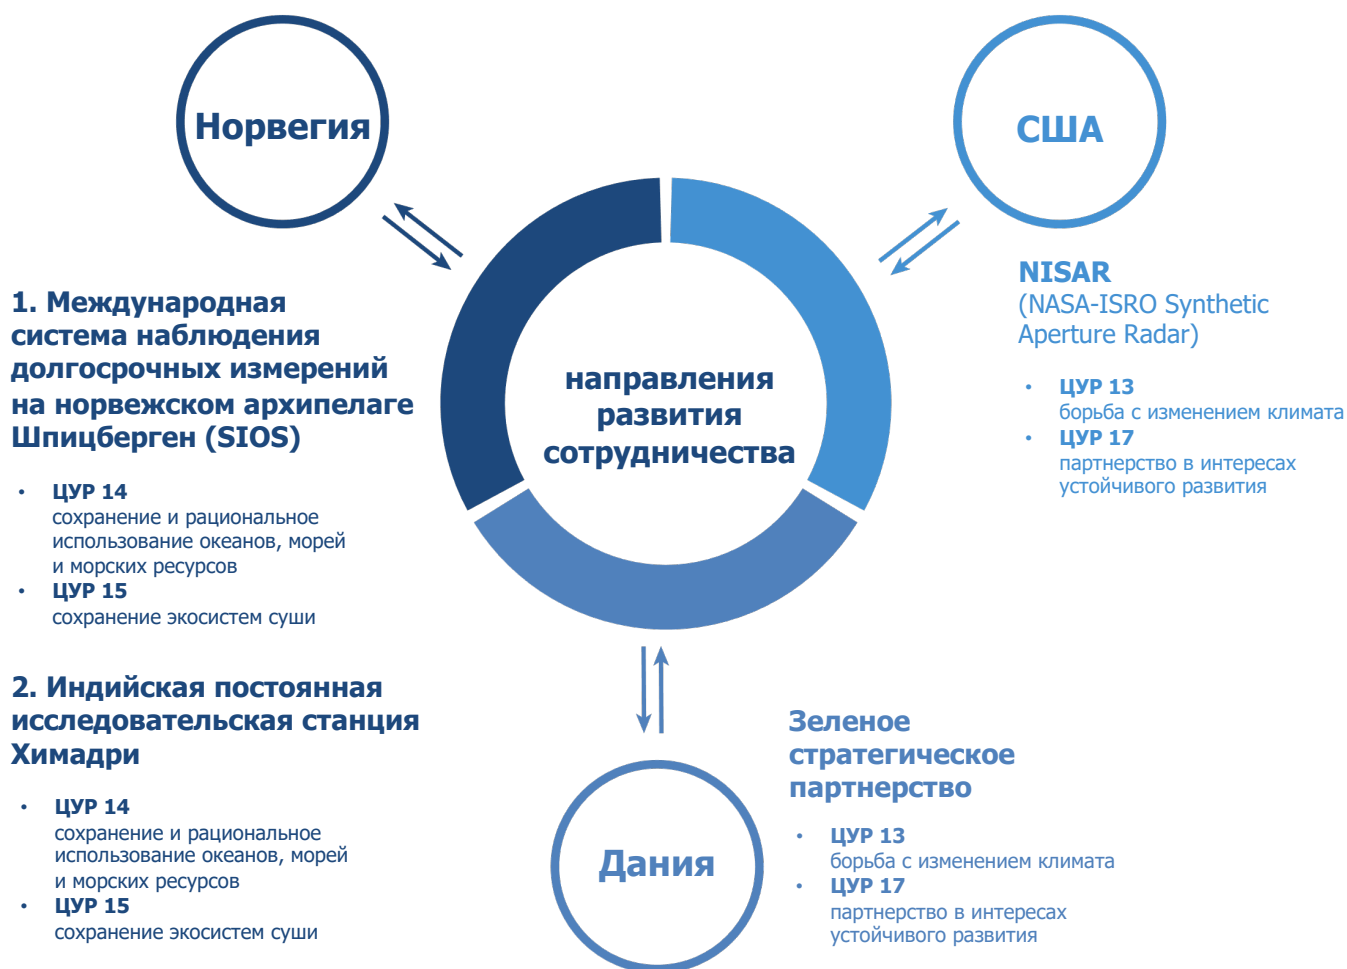 Норвегия
США
направления
развития
сотрудничества
1. Международная
система наблюдения
долгосрочных измерений
на норвежском архипелаге
Шпицберген (SIOS)
• ЦУР 14
сохранение и рациональное
использование океанов, морей
и морских ресурсов
• ЦУР 15
сохранение экосистем суши
2. Индийская постоянная
исследовательская станция
Химадри
• ЦУР 14
сохранение и рациональное
использование океанов, морей
и морских ресурсов
• ЦУР 15
сохранение экосистем суши
NISAR
(NASA-ISRO Synthetic
Aperture Radar)
• ЦУР 13
борьба с изменением климата
• ЦУР 17
партнерство в интересах
устойчивого развития
Дания
Зеленое
стратегическое
партнерство
• ЦУР 13
борьба с изменением климата
• ЦУР 17
партнерство в интересах
устойчивого развития